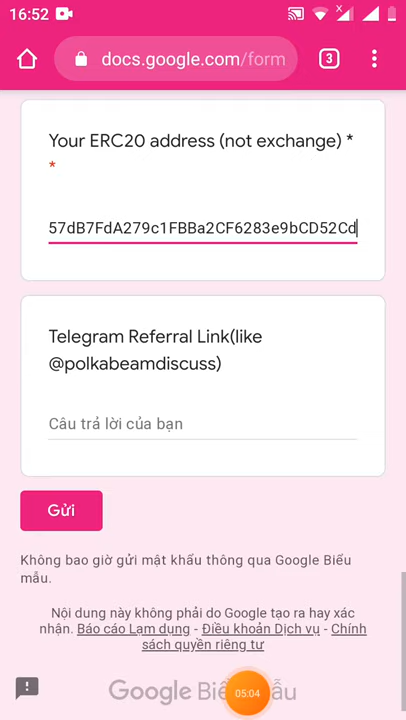 16:52
docs.google.com/form
3
Your ERC20 address (not exchange) *
*
57dB7FdA279c1FBBa2CF6283e9bCD52Cd
Telegram Referral Link(like
@polkabeamdiscuss)
Câu trả lời của bạn
Gửi
Không bao giờ gửi mật khẩu thông qua Google Biểu
mẫu.
Nội dung này không phải do Google tạo ra hay xác
nhận. Báo cáo Lạm dụng - Điều khoản Dịch vụ - Chính
sách quyền riêng tư
Google Biể mẫu
05:04